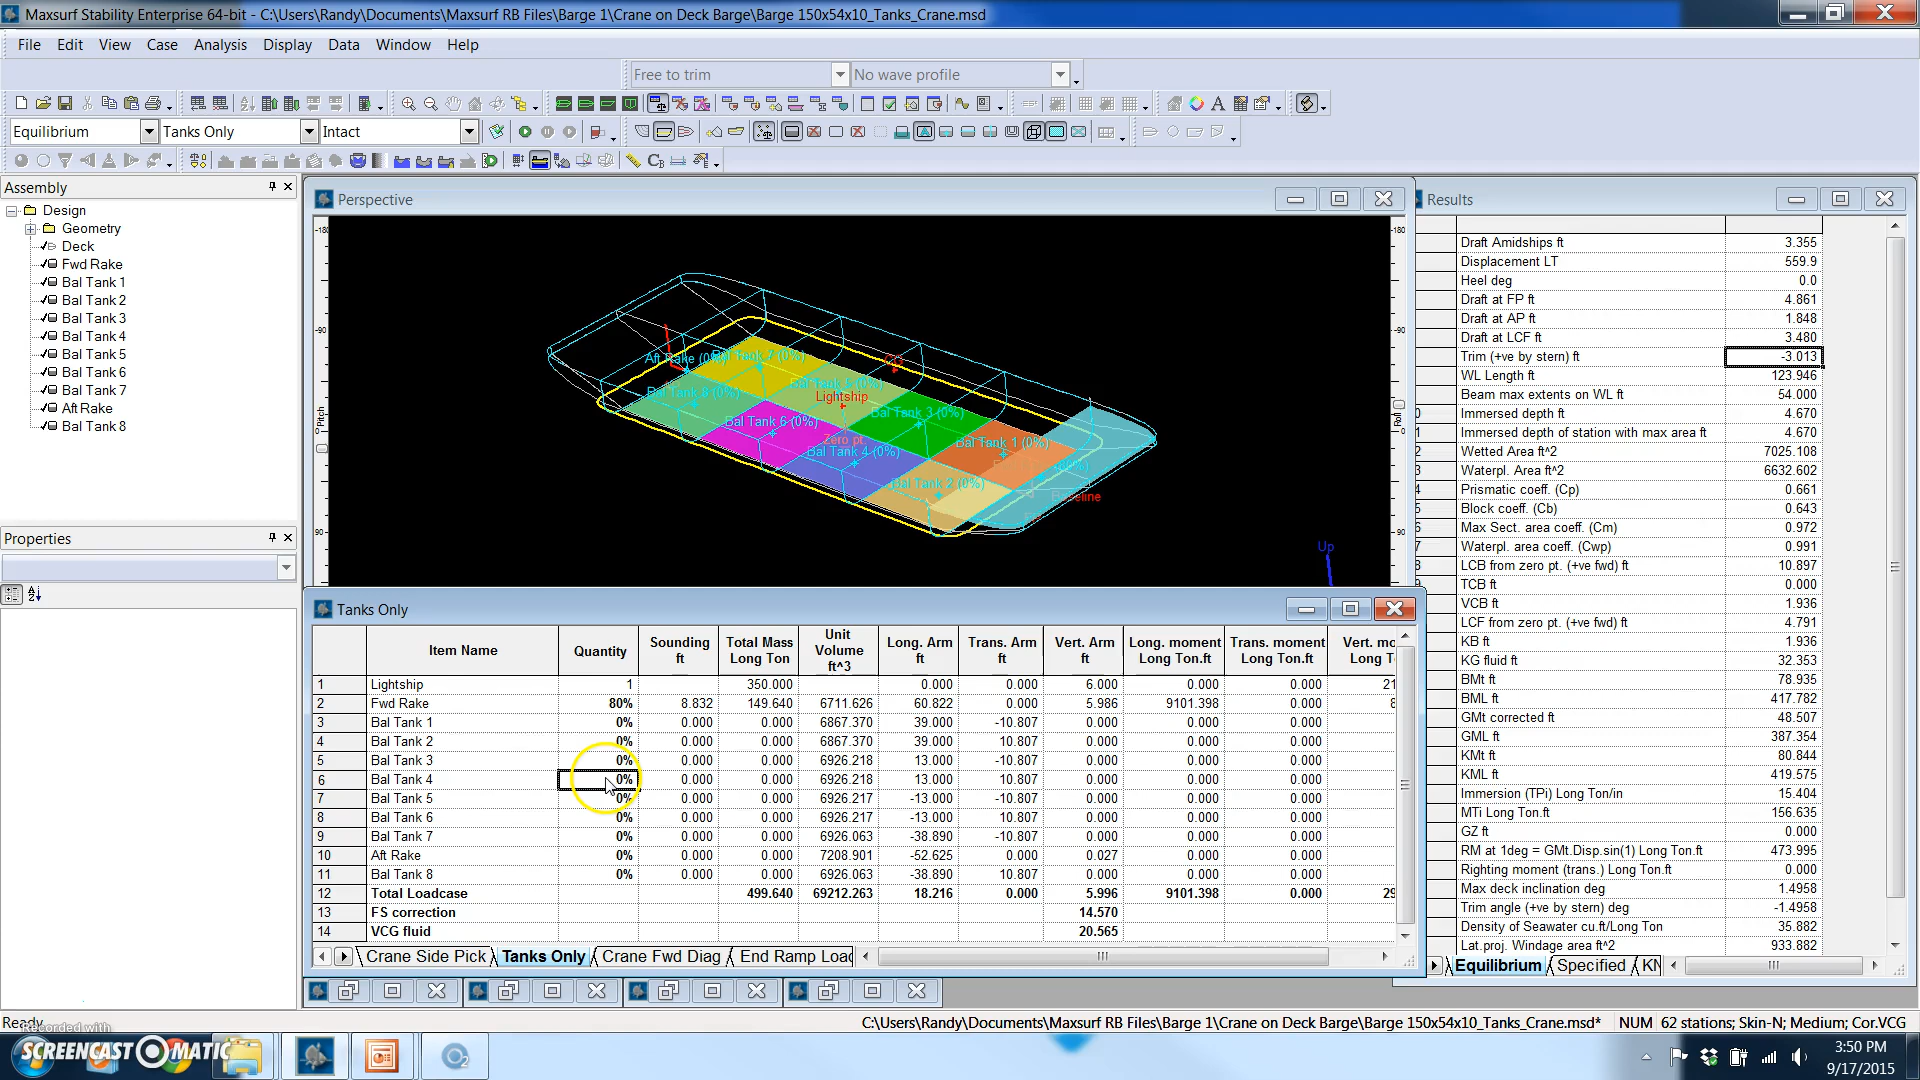 Maxsurf Stability Enterprise 64-bit - C:\Users\Randy\Documents\Maxsurf RB Files\Barge 1\Crane on Deck Barge\Barge 150x54x10_Tanks_Crane.msd
File Edit View Case Analysis Display Data Window Help
Free to trim No wave profile
Equilibrium Tanks Only Intact
Assembly
Design
Geometry
Deck
Fwd Rake
Bal Tank 1
Bal Tank 2
Bal Tank 3
Bal Tank 4
Bal Tank 5
Bal Tank 6
Bal Tank 7
Aft Rake
Bal Tank 8
Properties
Perspective
-180 -180
-90 -90
Pitch 0 Roll 0
90 90
Bal Tank 7 (0%)
Bal Tank 5 (0%)
Bal Tank 8 (0%)
Lightship
Bal Tank 3 (0%)
Bal Tank 6 (0%)
Zero pt.
Bal Tank 1 (0%)
Bal Tank 4 (0%)
Bal Tank 2 (0%)
Baseline
Up
Results
Draft Amidships ft 3.355
Displacement LT 559.9
Heel deg 0.0
Draft at FP ft 4.861
Draft at AP ft 1.848
Draft at LCF ft 3.480
Trim (+ve by stern) ft -3.013
WL Length ft 123.946
Beam max extents on WL ft 54.000
Immersed depth ft 4.670
Immersed depth of station with max area ft 4.670
Wetted Area ft^2 7025.108
Waterpl. Area ft^2 6632.602
Prismatic coeff. (Cp) 0.661
Block coeff. (Cb) 0.643
Max Sect. area coeff. (Cm) 0.972
Waterpl. area coeff. (Cwp) 0.991
LCB from zero pt. (+ve fwd) ft 10.897
TCB ft 0.000
VCB ft 1.936
LCF from zero pt. (+ve fwd) ft 4.791
KB ft 1.936
KG fluid ft 32.353
BMt ft 78.935
BML ft 417.782
GMt corrected ft 48.507
GML ft 387.354
KMt ft 80.844
KML ft 419.575
Immersion (TPi) Long Ton/in 15.404
MTi Long Ton.ft 156.635
GZ ft 0.000
RM at 1deg = GMt.Disp.sin(1) Long Ton.ft 473.995
Righting moment (trans.) Long Ton.ft 0.000
Max deck inclination deg 1.4958
Trim angle (+ve by stern) deg -1.4958
Density of Seawater cu.ft/Long Ton 35.882
Lat.proj. Windage area ft^2 933.882
Equilibrium Specified KN
Tanks Only
Item Name Quantity Sounding ft Total Mass Long Ton Unit Volume ft^3 Long. Arm ft Trans. Arm ft Vert. Arm ft Long. moment Long Ton.ft Trans. moment Long Ton.ft Vert. mo Long T
1 Lightship 1 350.000 0.000 0.000 6.000 0.000 0.000 21
2 Fwd Rake 80% 8.832 149.640 6711.626 60.822 0.000 5.986 9101.398 0.000 8
3 Bal Tank 1 0% 0.000 0.000 6867.370 39.000 -10.807 0.000 0.000 0.000
4 Bal Tank 2 0% 0.000 0.000 6867.370 39.000 10.807 0.000 0.000 0.000
5 Bal Tank 3 0% 0.000 0.000 6926.218 13.000 -10.807 0.000 0.000 0.000
6 Bal Tank 4 0% 0.000 0.000 6926.218 13.000 10.807 0.000 0.000 0.000
7 Bal Tank 5 0% 0.000 0.000 6926.217 -13.000 -10.807 0.000 0.000 0.000
8 Bal Tank 6 0% 0.000 0.000 6926.217 -13.000 10.807 0.000 0.000 0.000
9 Bal Tank 7 0% 0.000 0.000 6926.063 -38.890 -10.807 0.000 0.000 0.000
10 Aft Rake 0% 0.000 0.000 7208.901 -52.625 0.000 0.027 0.000 0.000
11 Bal Tank 8 0% 0.000 0.000 6926.063 -38.890 10.807 0.000 0.000 0.000
12 Total Loadcase 499.640 69212.263 18.216 0.000 5.996 9101.398 0.000 29
13 FS correction 14.570
14 VCG fluid 20.565
Crane Side Pick Tanks Only Crane Fwd Diag End Ramp Load
Ready C:\Users\Randy\Documents\Maxsurf RB Files\Barge 1\Crane on Deck Barge\Barge 150x54x10_Tanks_Crane.msd* NUM 62 stations; Skin-N; Medium; Cor.VCG
Recorded with
SCREENCAST MATIC
3:50 PM
9/17/2015